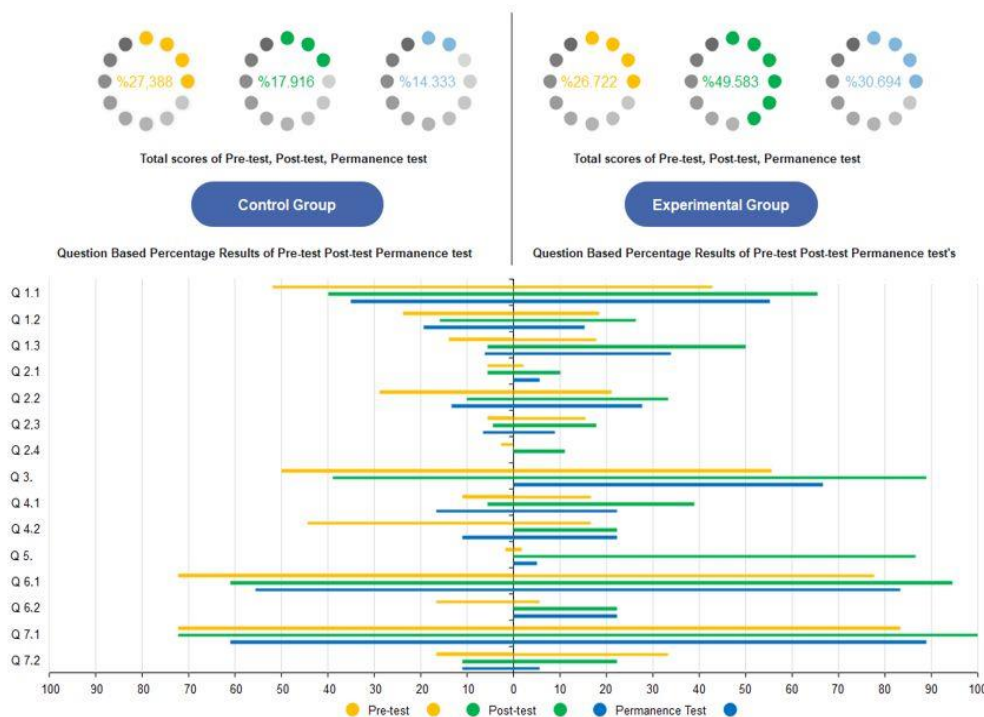 %27,388
%17.916
%14.333
%26.722
%49.583
%30.694
Total scores of Pre-test, Post-test, Permanence test
Total scores of Pre-test, Post-test, Permanence test
Control Group
Experimental Group
Question Based Percentage Results of Pre-test Post-test Permanence test
Question Based Percentage Results of Pre-test Post-test Permanence test's
Q 1.1
Q 1.2
Q 1.3
Q 2.1
Q 2.2
Q 2.3
Q 2.4
Q 3.
Q 4.1
Q 4.2
Q 5.
Q 6.1
Q 6.2
Q 7.1
Q 7.2
100 90 80 70 60 50 40 30 20 10 0 10 20 30 40 50 60 70 80 90 100
Pre-test Post-test Permanence Test